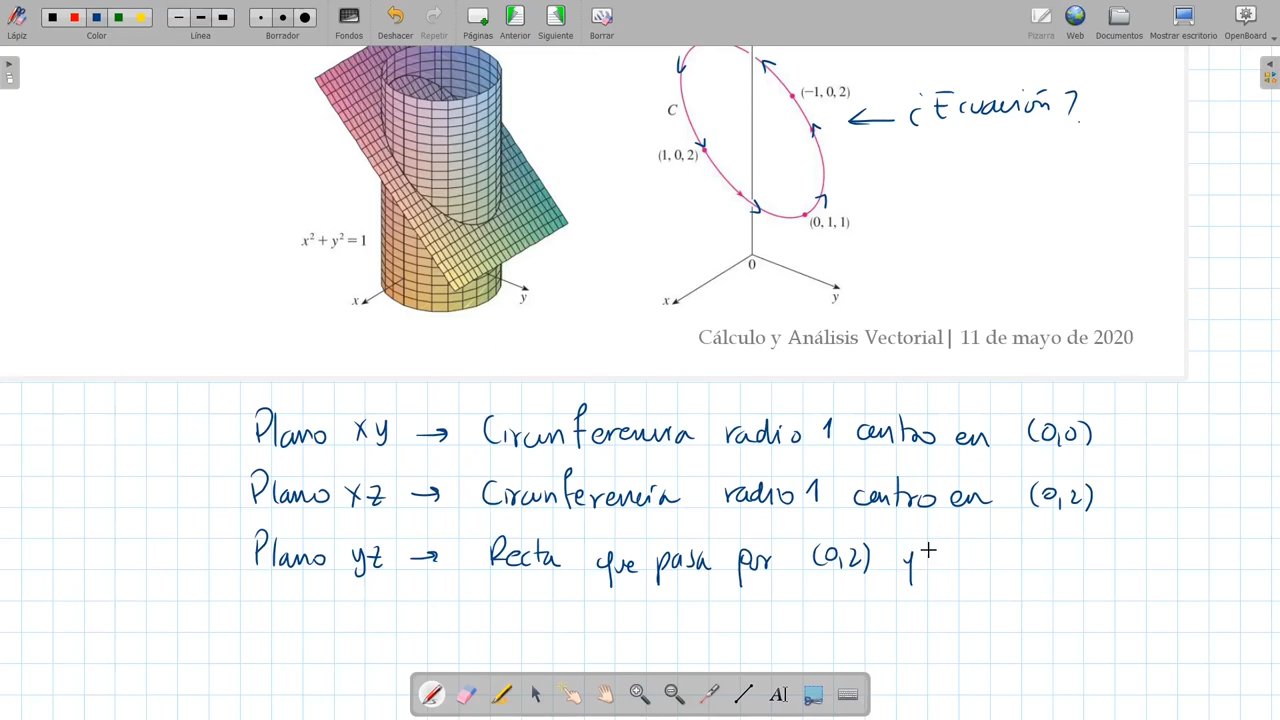 Lápiz Color Línea Borrador Fondos Deshacer Repetir Páginas Anterior Siguiente Borrar Pizarra Web Documentos Mostrar escritorio OpenBoard
(−1, 0, 2)
¿Ecuación?
C
(1, 0, 2)
(0, 1, 1)
x² + y² = 1
0
x y x y
Cálculo y Análisis Vectorial| 11 de mayo de 2020
Plano xy → Circunferencia radio 1 centro en (0,0)
Plano xz → Circunferencia radio 1 centro en (0,2)
Plano yz → Recta que pasa por (0,2) y